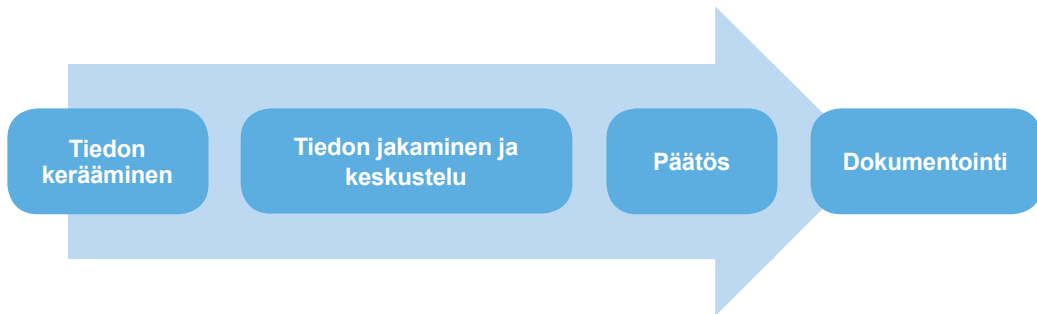 Tiedon
kerääminen
Tiedon jakaminen ja
keskustelu
Päätös
Dokumentointi